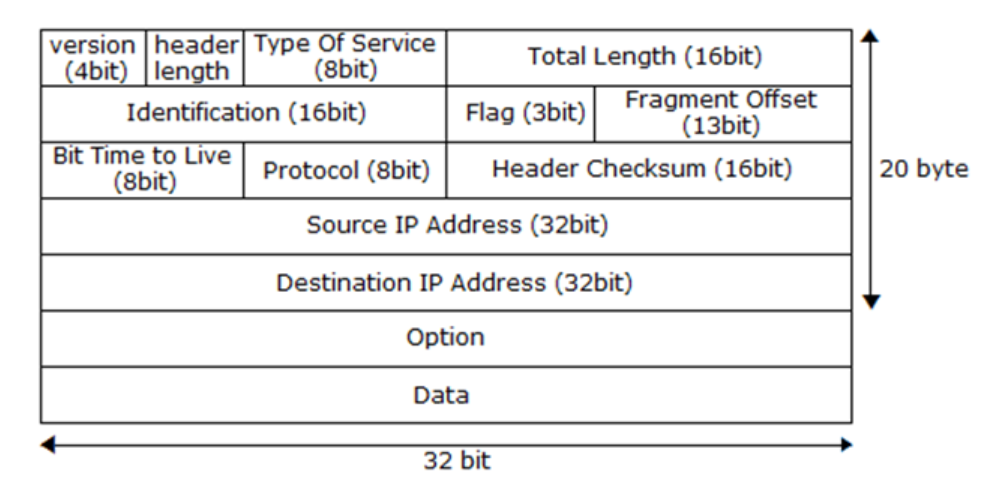 version
(4bit)
header
length
Type Of Service
(8bit)
Total Length (16bit)
Identification (16bit)
Flag (3bit)
Fragment Offset
(13bit)
Bit Time to Live
(8bit)
Protocol (8bit)
Header Checksum (16bit)
20 byte
Source IP Address (32bit)
Destination IP Address (32bit)
Option
Data
32 bit